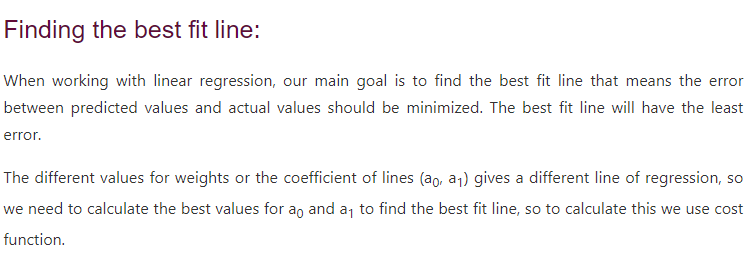 Finding the best fit line:
When working with linear regression, our main goal is to find the best fit line that means the error
between predicted values and actual values should be minimized. The best fit line will have the least
error.
The different values for weights or the coefficient of lines (a₀, a₁) gives a different line of regression, so
we need to calculate the best values for a₀ and a₁ to find the best fit line, so to calculate this we use cost
function.